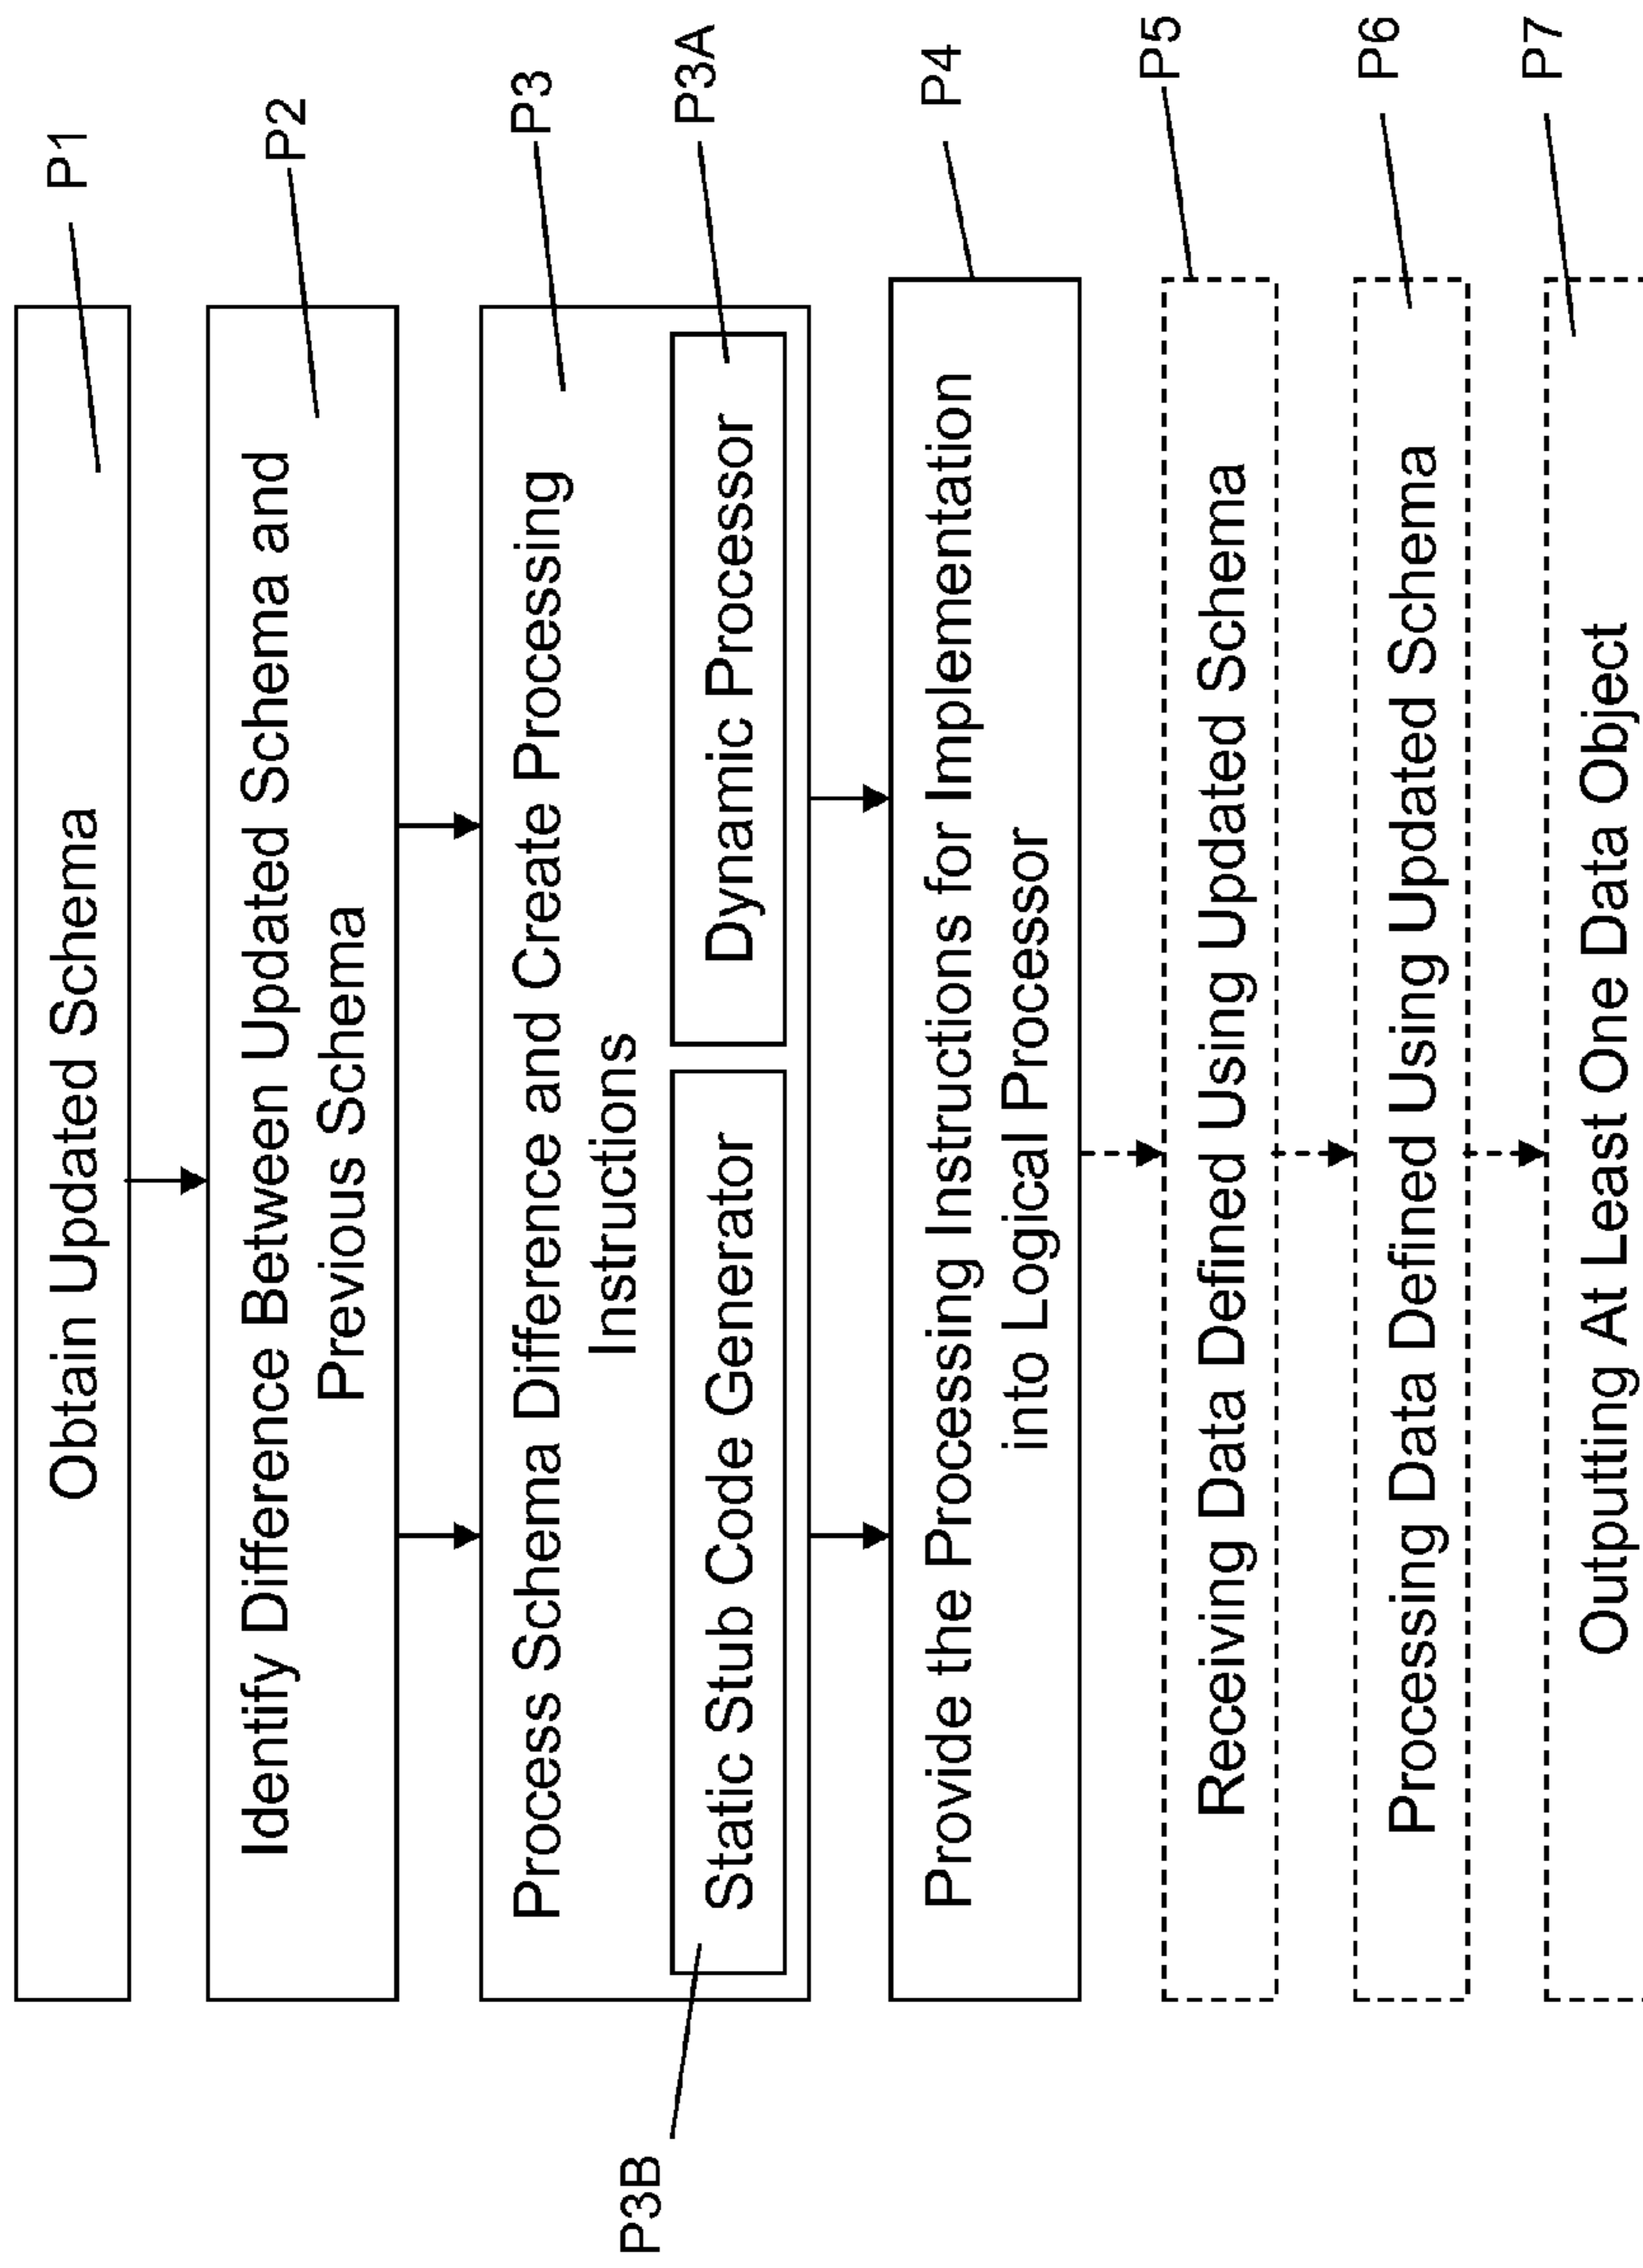 Obtain Updated Schema
P1
Identify Difference Between Updated Schema and
Previous Schema
P2
Process Schema Difference and Create Processing
Instructions
P3
Static Stub Code Generator
P3B
Dynamic Processor
P3A
Provide the Processing Instructions for Implementation
into Logical Processor
P4
Receiving Data Defined Using Updated Schema
P5
Processing Data Defined Using Updated Schema
P6
Outputting At Least One Data Object
P7